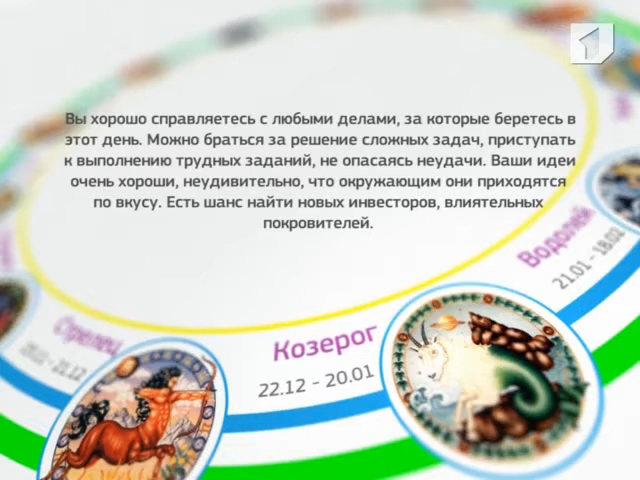 Вы хорошо справляетесь с любыми делами, за которые беретесь в
этот день. Можно браться за решение сложных задач, приступать
к выполнению трудных заданий, не опасаясь неудачи. Ваши идеи
очень хороши, неудивительно, что окружающим они приходятся
по вкусу. Есть шанс найти новых инвесторов, влиятельных
покровителей.
Водолей
21.01 - 18.02
Козерог
22.12 - 20.01
Стрелец